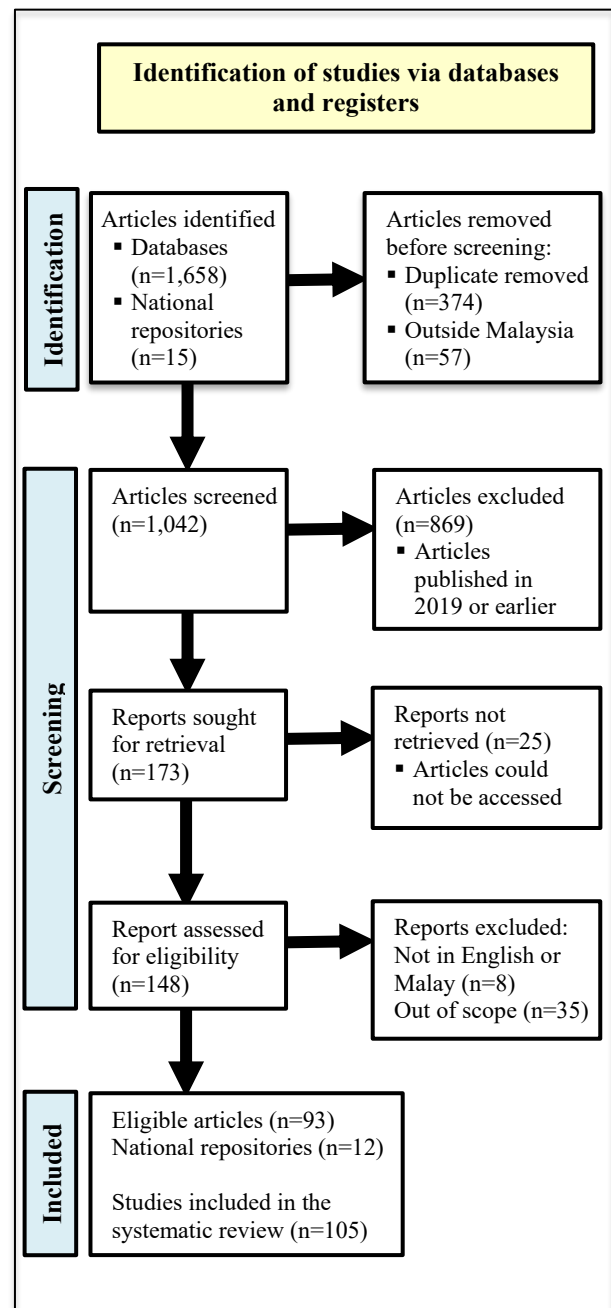 Identification of studies via databases
and registers
Identification
Articles identified
▪ Databases
(n=1,658)
▪ National
repositories
(n=15)
Articles removed
before screening:
▪ Duplicate removed
(n=374)
▪ Outside Malaysia
(n=57)
Screening
Articles screened
(n=1,042)
Articles excluded
(n=869)
▪ Articles
published in
2019 or earlier
Reports sought
for retrieval
(n=173)
Reports not
retrieved (n=25)
▪ Articles could
not be accessed
Report assessed
for eligibility
(n=148)
Reports excluded:
Not in English or
Malay (n=8)
Out of scope (n=35)
Included
Eligible articles (n=93)
National repositories (n=12)
Studies included in the
systematic review (n=105)